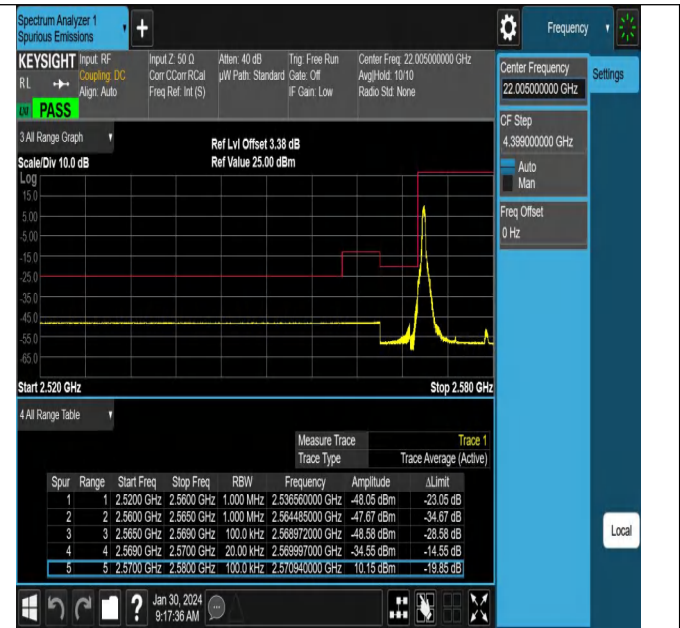 Spectrum Analyzer 1
Spurious Emissions
+
Frequency
KEYSIGHT Input: RF Input Z: 50 Ω Atten: 40 dB Trig: Free Run Center Freq: 22.005000000 GHz
RL Coupling: DC Corr CCorr RCal µW Path: Standard Gate: Off Avg|Hold: 10/10
Align: Auto Freq Ref: Int (S) IF Gain: Low Radio Std: None
PASS
Center Frequency
22.005000000 GHz
Settings
CF Step
4.399000000 GHz
Auto
Man
Freq Offset
0 Hz
3 All Range Graph
Ref Lvl Offset 3.38 dB
Scale/Div 10.0 dB Ref Value 25.00 dBm
Log
15.0
5.00
-5.00
-15.0
-25.0
-35.0
-45.0
-55.0
-65.0
Start 2.520 GHz Stop 2.580 GHz
4 All Range Table
Measure Trace Trace 1
Trace Type Trace Average (Active)
Spur Range Start Freq Stop Freq RBW Frequency Amplitude ΔLimit
1 1 2.5200 GHz 2.5600 GHz 1.000 MHz 2.536560000 GHz -48.05 dBm -23.05 dB
2 2 2.5600 GHz 2.5650 GHz 1.000 MHz 2.564485000 GHz -47.67 dBm -34.67 dB
3 3 2.5650 GHz 2.5690 GHz 100.0 kHz 2.568972000 GHz -48.58 dBm -28.58 dB
4 4 2.5690 GHz 2.5700 GHz 20.00 kHz 2.569997000 GHz -34.55 dBm -14.55 dB
5 5 2.5700 GHz 2.5800 GHz 100.0 kHz 2.570940000 GHz 10.15 dBm -19.85 dB
Local
?
Jan 30, 2024
9:17:36 AM